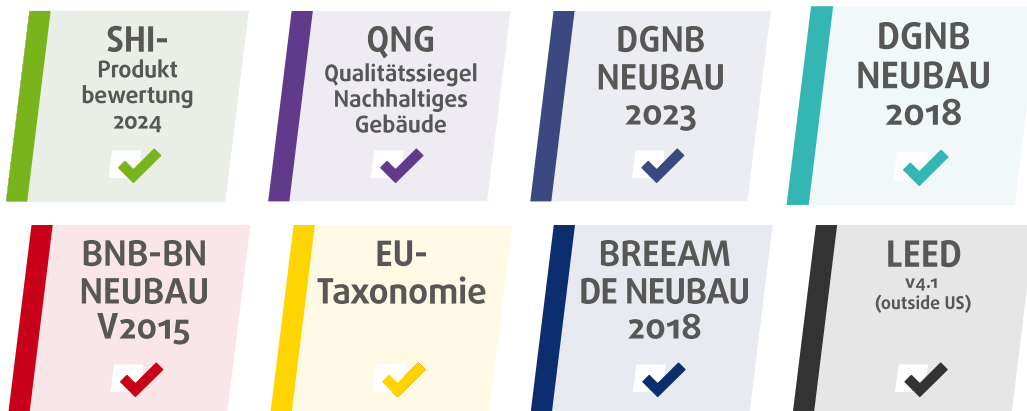 SHI-
Produkt
bewertung
2024
QNG
Qualitätssiegel
Nachhaltiges
Gebäude
DGNB
NEUBAU
2023
DGNB
NEUBAU
2018
BNB-BN
NEUBAU
V2015
EU-
Taxonomie
BREEAM
DE NEUBAU
2018
LEED
v4.1
(outside US)